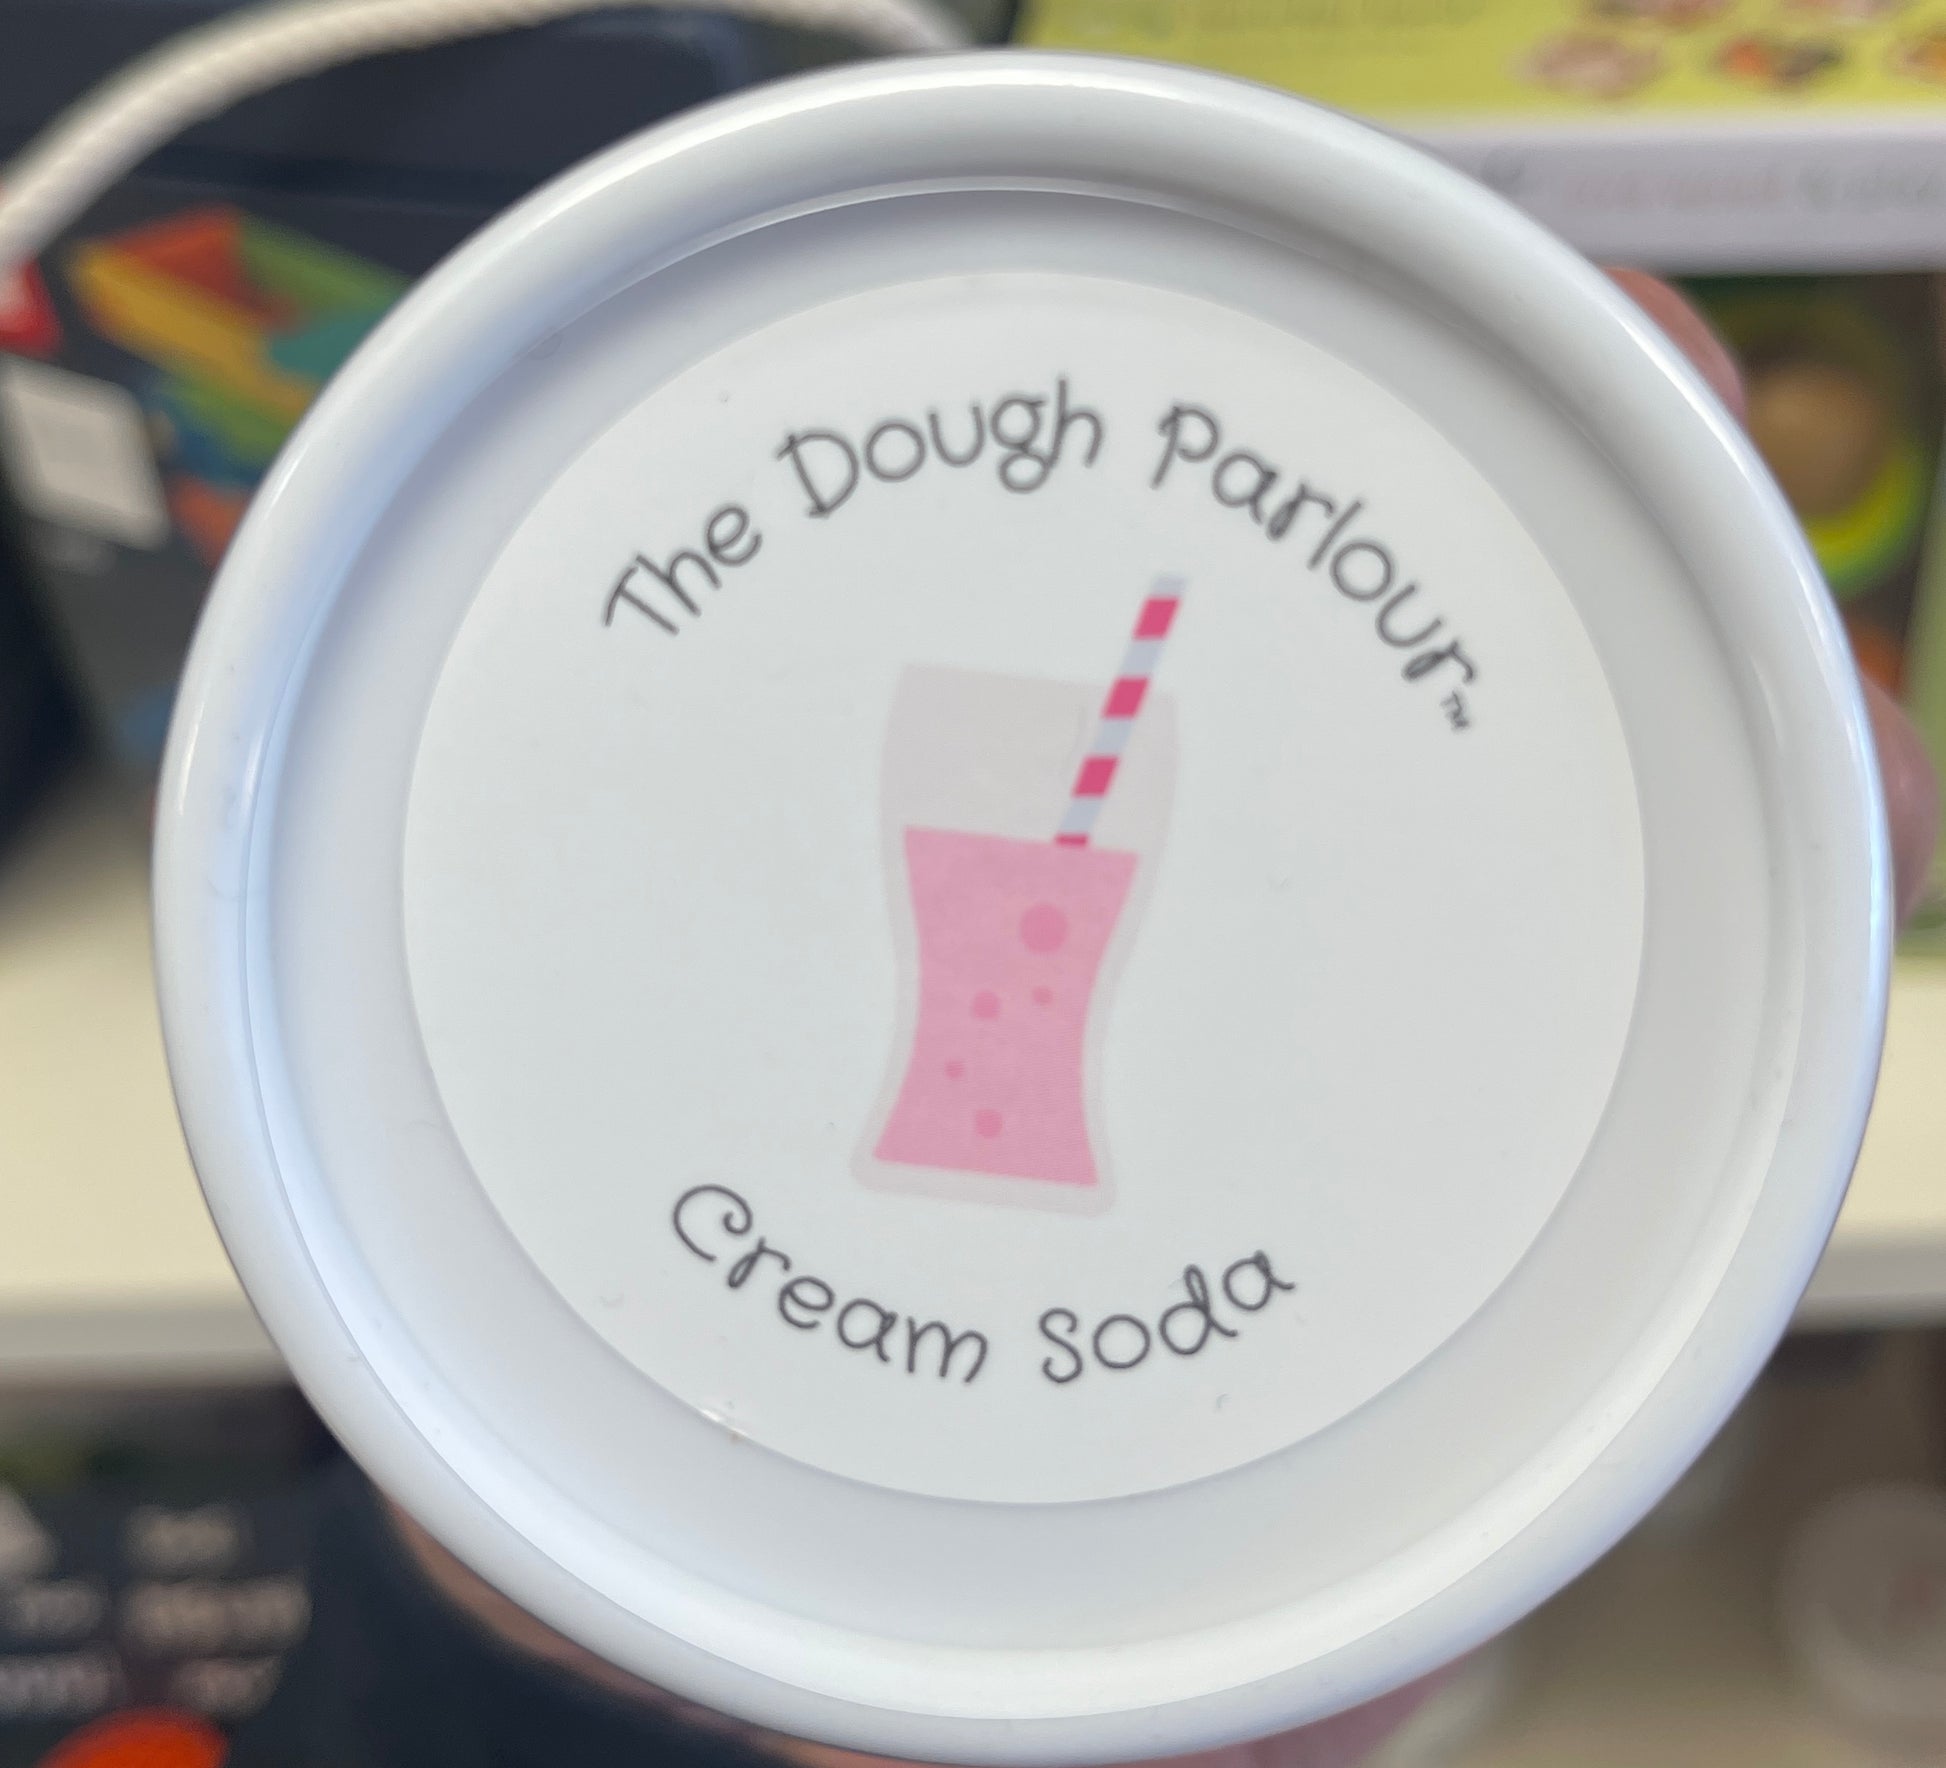 The Dough Parlour™
Cream Soda